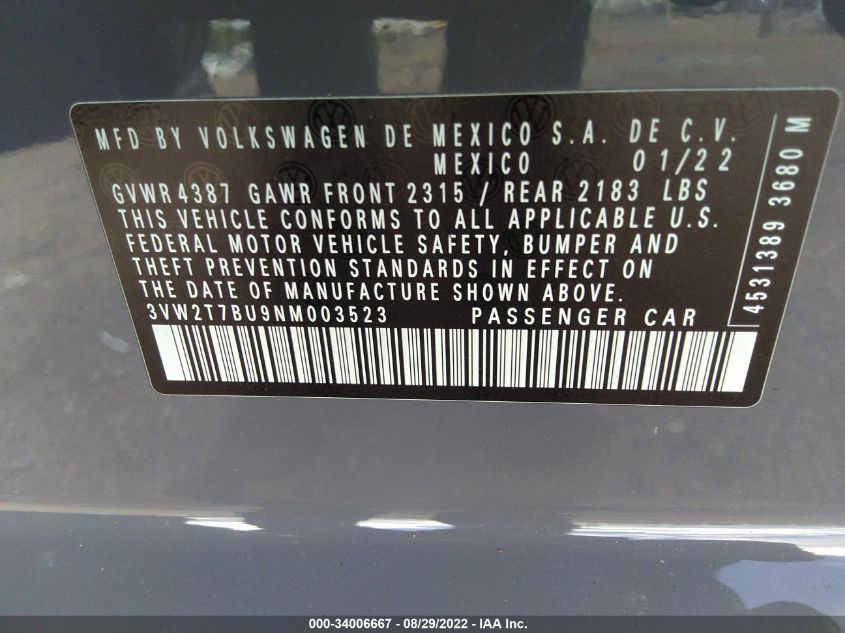 MFD BY VOLKSWAGEN DE MEXICO S.A. DE C.V.
MEXICO 01/22
GVWR 4387 GAWR FRONT 2315 / REAR 2183 LBS
THIS VEHICLE CONFORMS TO ALL APPLICABLE U.S.
FEDERAL MOTOR VEHICLE SAFETY, BUMPER AND
THEFT PREVENTION STANDARDS IN EFFECT ON
THE DATE OF MANUFACTURE SHOWN ABOVE.
3VW2T7BU9NM003523 PASSENGER CAR
4531389 3680 M
000-34006667 - 08/29/2022 - IAA Inc.